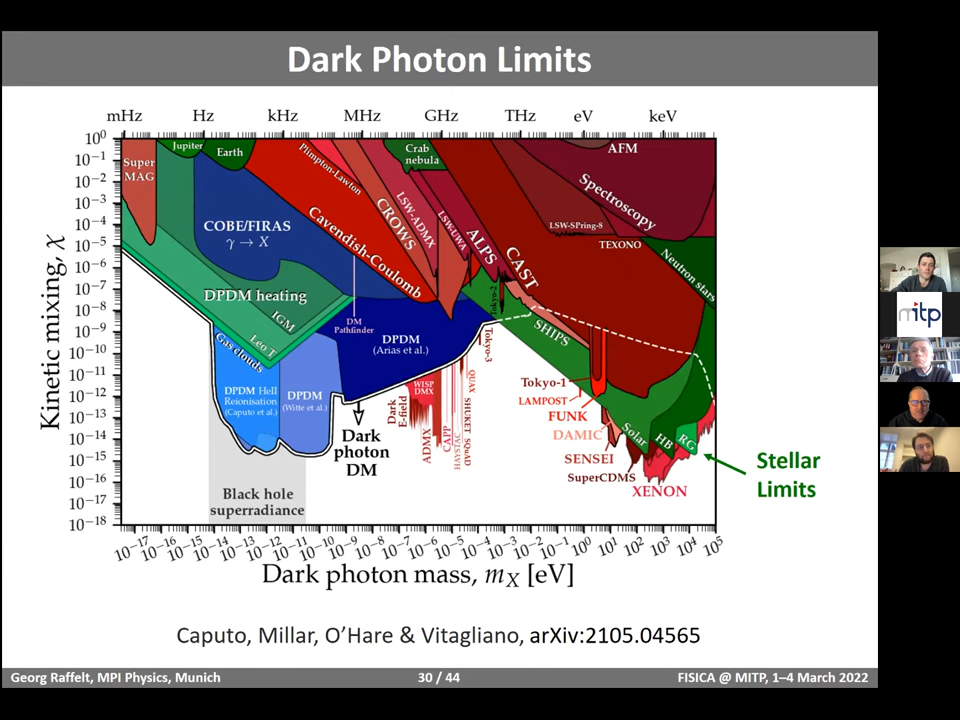 Dark Photon Limits
mHz Hz kHz MHz GHz THz eV keV
Kinetic mixing, χ
10⁰
10⁻¹
10⁻²
10⁻³
10⁻⁴
10⁻⁵
10⁻⁶
10⁻⁷
10⁻⁸
10⁻⁹
10⁻¹⁰
10⁻¹¹
10⁻¹²
10⁻¹³
10⁻¹⁴
10⁻¹⁵
10⁻¹⁶
10⁻¹⁷
10⁻¹⁸
Super
MAG
Jupiter
Earth
Plimpton-Lawton
Crab
nebula
AFM
Spectroscopy
COBE/FIRAS
γ → X
Cavendish-Coulomb
CROWS
LSW-ADMX
LSW-UWA
ALPS
CAST
LSW-SPring-8
TEXONO
Neutron stars
DPDM heating
IGM
Leo T
Gas clouds
DM
Pathfinder
DPDM
(Arias et al.)
Tokyo-2
Tokyo-3
SHIPS
DPDM HeII
Reionisation
(Caputo et al.)
DPDM
(Witte et al.)
Dark
photon
DM
Dark
E-field
WISP
DMX
ADMX
CAPP
HAYSTAC
QUAX
SHUKET
SQuAD
Tokyo-1
LAMPOST
FUNK
DAMIC
SENSEI
SuperCDMS
XENON
Solar
HB
RG
Stellar
Limits
Black hole
superradiance
10⁻¹⁷ 10⁻¹⁶ 10⁻¹⁵ 10⁻¹⁴ 10⁻¹³ 10⁻¹² 10⁻¹¹ 10⁻¹⁰ 10⁻⁹ 10⁻⁸ 10⁻⁷ 10⁻⁶ 10⁻⁵ 10⁻⁴ 10⁻³ 10⁻² 10⁻¹ 10⁰ 10¹ 10² 10³ 10⁴ 10⁵
Dark photon mass, m_X [eV]
Caputo, Millar, O’Hare & Vitagliano, arXiv:2105.04565
Georg Raffelt, MPI Physics, Munich
30 / 44
FISICA @ MITP, 1–4 March 2022
mitp